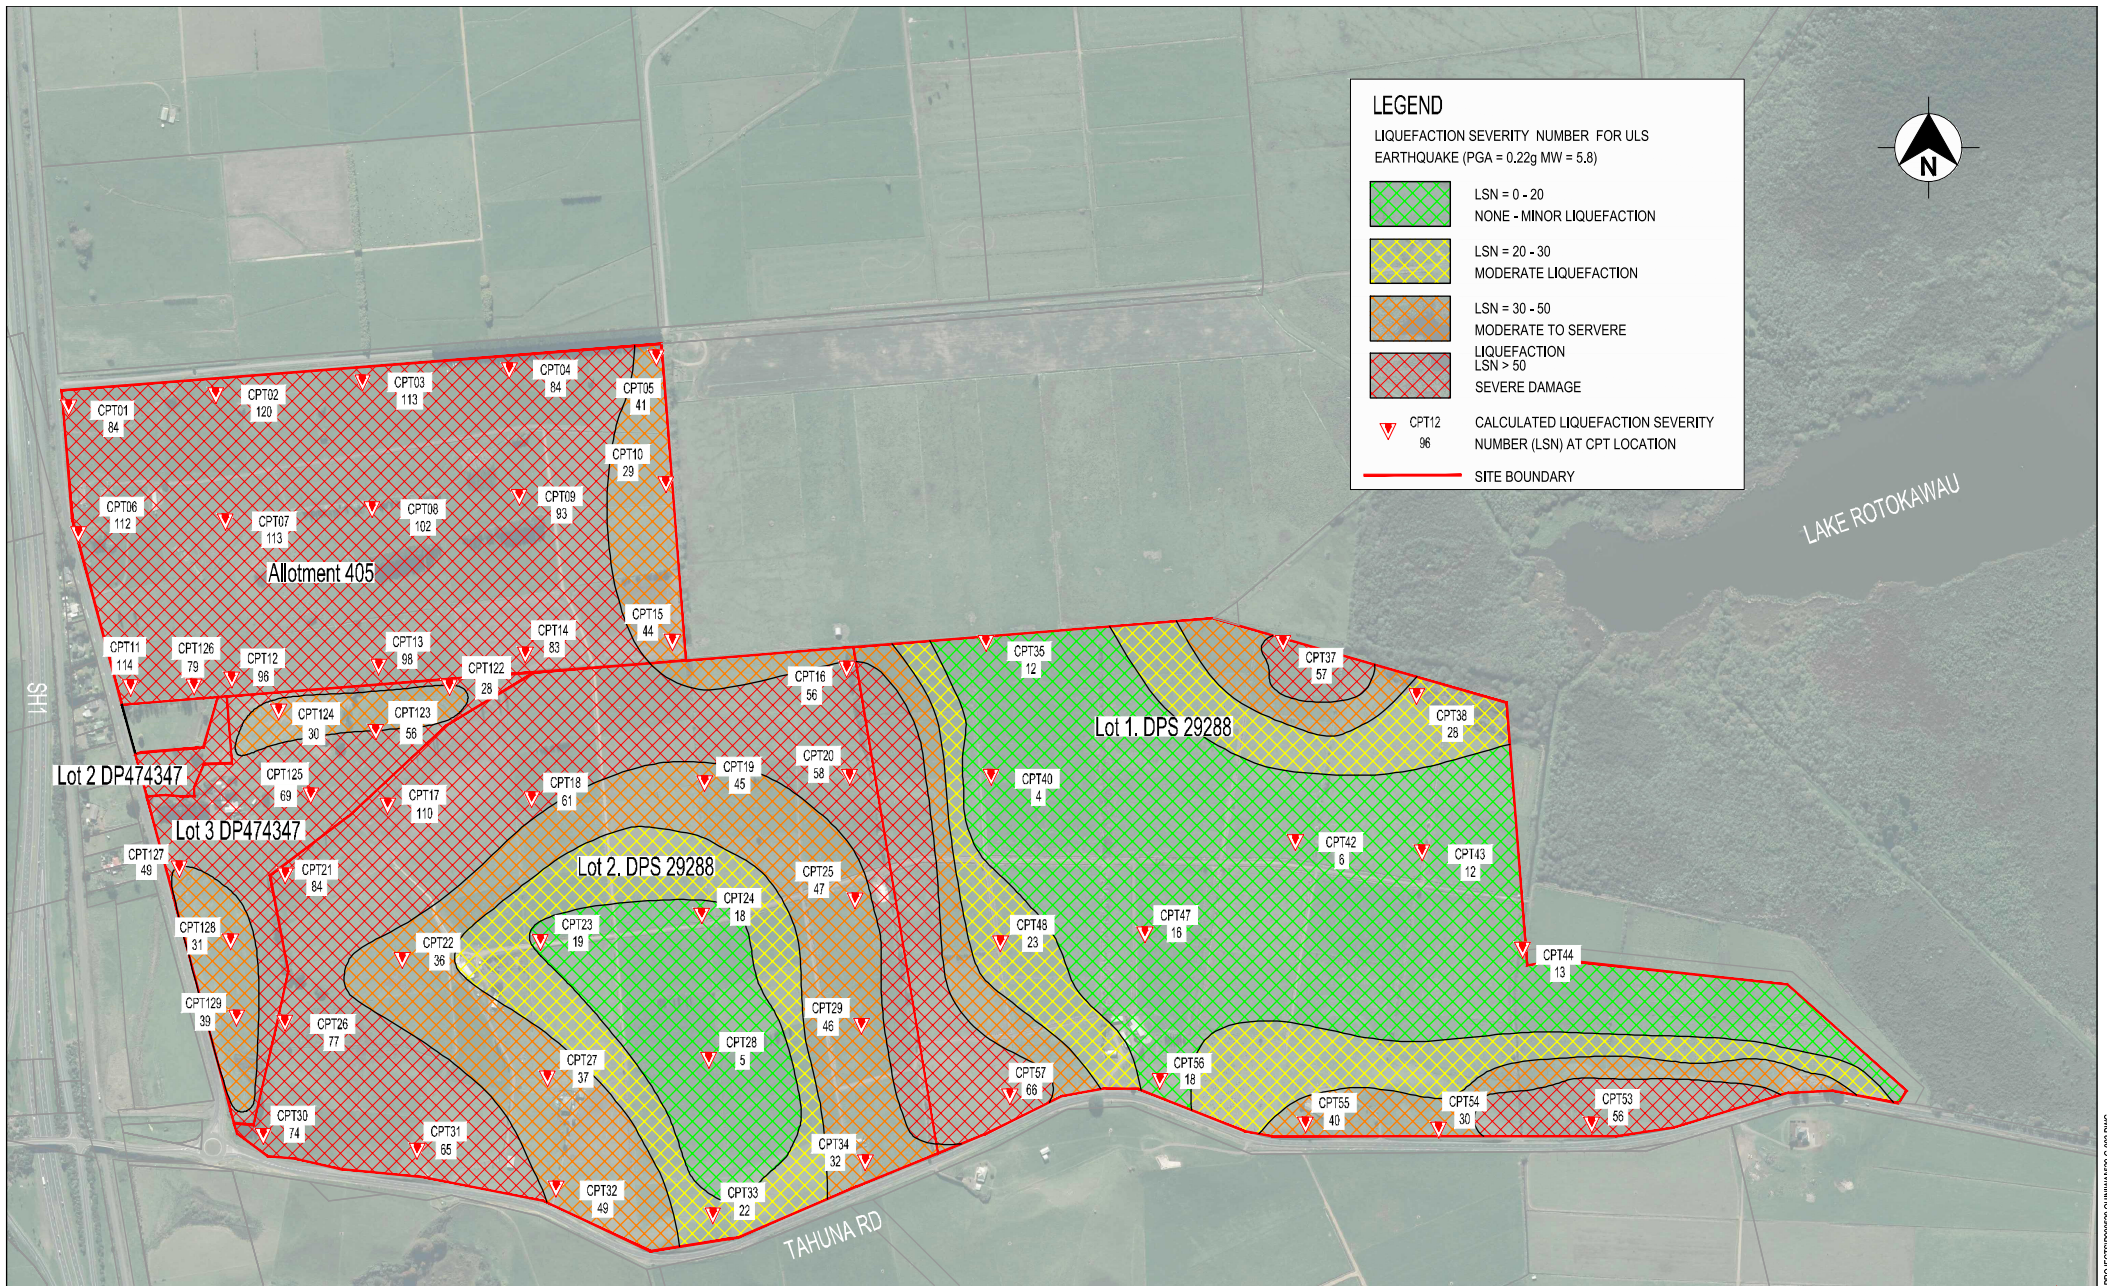 LEGEND
LIQUEFACTION SEVERITY NUMBER FOR ULS
EARTHQUAKE (PGA = 0.22g MW = 5.8)
LSN = 0 - 20
NONE - MINOR LIQUEFACTION
LSN = 20 - 30
MODERATE LIQUEFACTION
LSN = 30 - 50
MODERATE TO SERVERE
LIQUEFACTION
LSN > 50
SEVERE DAMAGE
CPT12
96
CALCULATED LIQUEFACTION SEVERITY
NUMBER (LSN) AT CPT LOCATION
SITE BOUNDARY
N
LAKE ROTOKAWAU
SH1
TAHUNA RD
Allotment 405
Lot 2 DP474347
Lot 3 DP474347
Lot 2. DPS 29288
Lot 1. DPS 29288
CPT01
84
CPT02
120
CPT03
113
CPT04
84
CPT05
41
CPT06
112
CPT07
113
CPT08
102
CPT09
93
CPT10
29
CPT11
114
CPT126
79
CPT12
96
CPT13
98
CPT122
28
CPT14
83
CPT15
44
CPT16
56
CPT35
12
CPT37
57
CPT38
28
CPT124
30
CPT123
56
CPT125
69
CPT17
110
CPT18
61
CPT19
45
CPT20
58
CPT40
4
CPT42
6
CPT43
12
CPT127
49
CPT21
84
CPT128
31
CPT22
36
CPT23
19
CPT24
18
CPT25
47
CPT48
23
CPT47
16
CPT44
13
CPT129
39
CPT26
77
CPT27
37
CPT28
5
CPT29
46
CPT57
66
CPT56
18
CPT55
40
CPT54
30
CPT53
56
CPT30
74
CPT31
65
CPT32
49
CPT33
22
CPT34
32